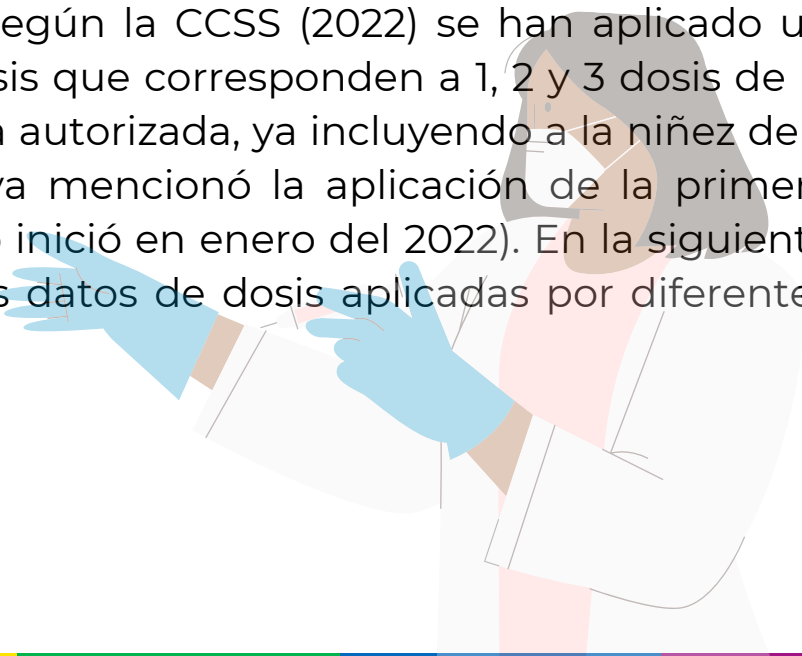 egún la CCSS (2022) se han aplicado u
sis que corresponden a 1, 2 y 3 dosis de
a autorizada, ya incluyendo a la niñez de
va mencionó la aplicación de la primer
inició en enero del 2022). En la siguient
s datos de dosis aplicadas por diferente